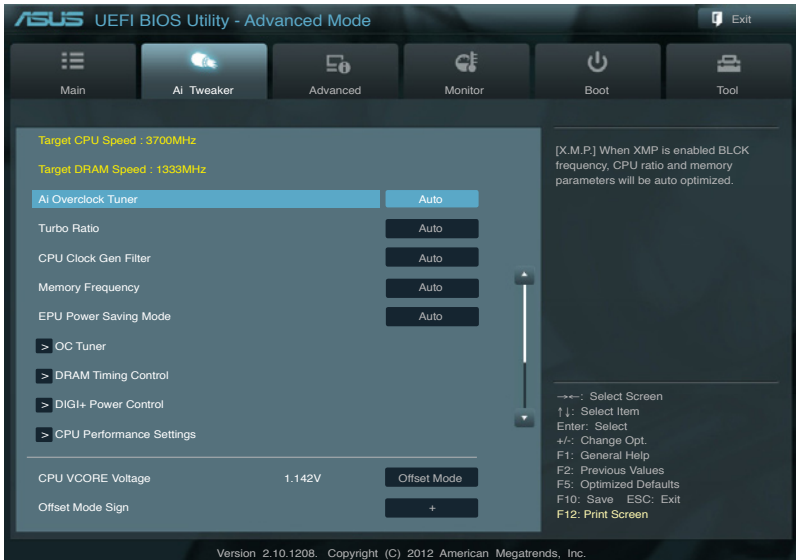 ASUS UEFI BIOS Utility - Advanced Mode
Exit
Main
Ai Tweaker
Advanced
Monitor
Boot
Tool
Target CPU Speed : 3700MHz
Target DRAM Speed : 1333MHz
Ai Overclock Tuner Auto
Turbo Ratio Auto
CPU Clock Gen Filter Auto
Memory Frequency Auto
EPU Power Saving Mode Auto
> OC Tuner
> DRAM Timing Control
> DIGI+ Power Control
> CPU Performance Settings
CPU VCORE Voltage 1.142V Offset Mode
Offset Mode Sign +
[X.M.P.] When XMP is enabled BLCK
frequency, CPU ratio and memory
parameters will be auto optimized.
→←: Select Screen
↑↓: Select Item
Enter: Select
+/-: Change Opt.
F1: General Help
F2: Previous Values
F5: Optimized Defaults
F10: Save ESC: Exit
F12: Print Screen
Version 2.10.1208. Copyright (C) 2012 American Megatrends, Inc.